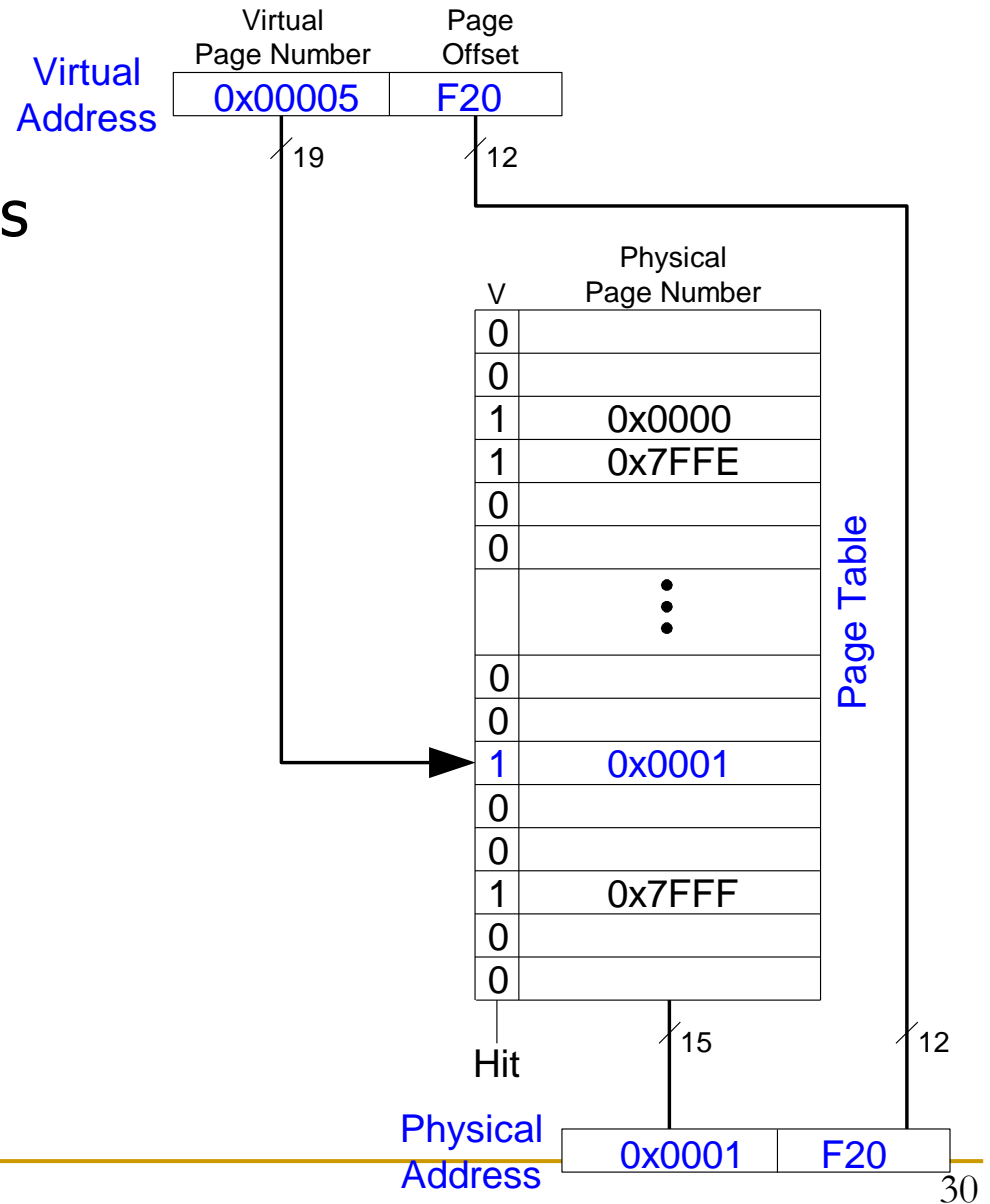 Virtual
Page Number
Page
Offset
Virtual
Address
0x00005
F20
19
12
s
Physical
Page Number
V
0
0
1 0x0000
1 0x7FFE
0
0
0
0
1 0x0001
0
0
1 0x7FFF
0
0
Page Table
Hit
15
12
Physical
Address
0x0001
F20
30